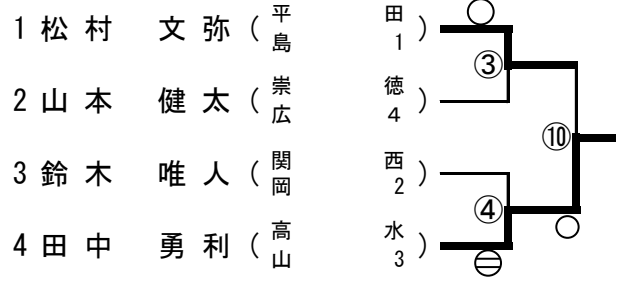 1 松村 文弥 (平田 島1)
③
2 山本 健太 (崇徳 広4)
⑩
3 鈴木 唯人 (関西 岡2)
④
4 田中 勇利 (高水 山3)